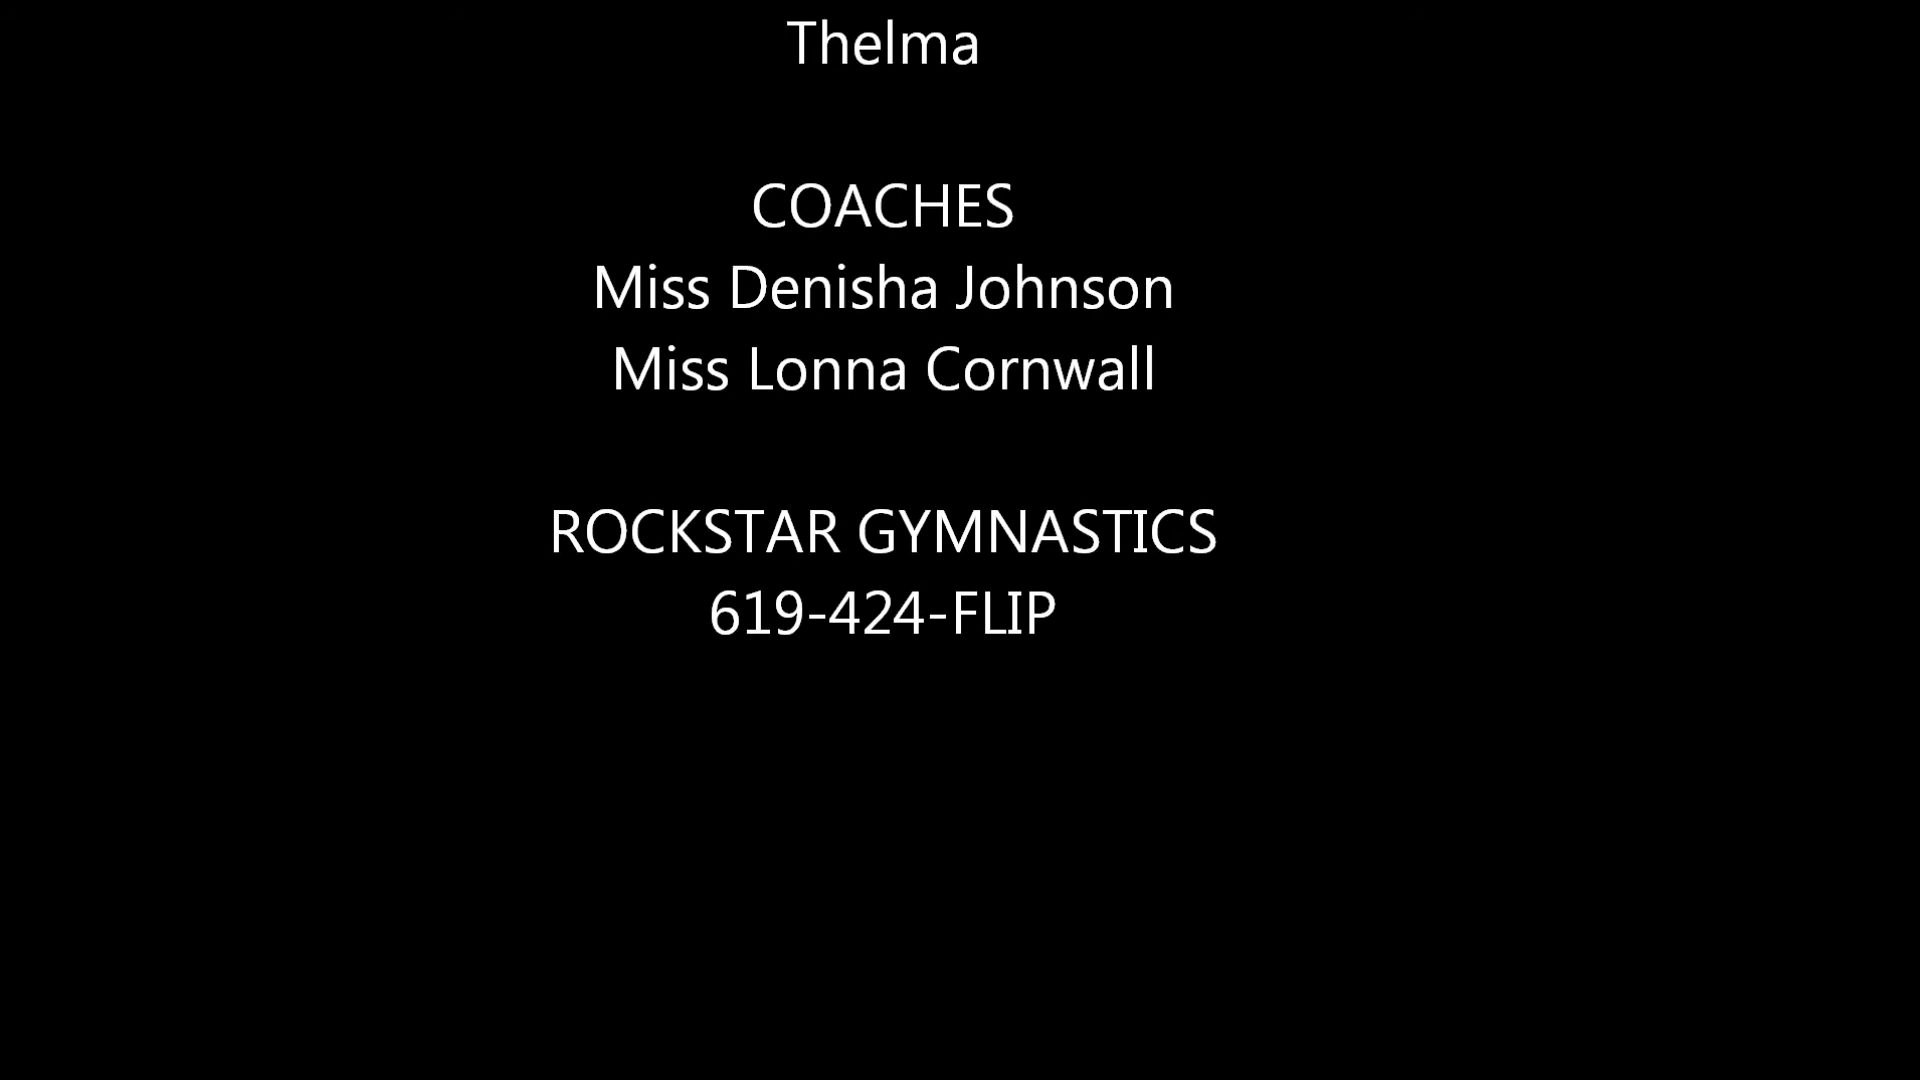 Thelma
COACHES
Miss Denisha Johnson
Miss Lonna Cornwall
ROCKSTAR GYMNASTICS
619-424-FLIP